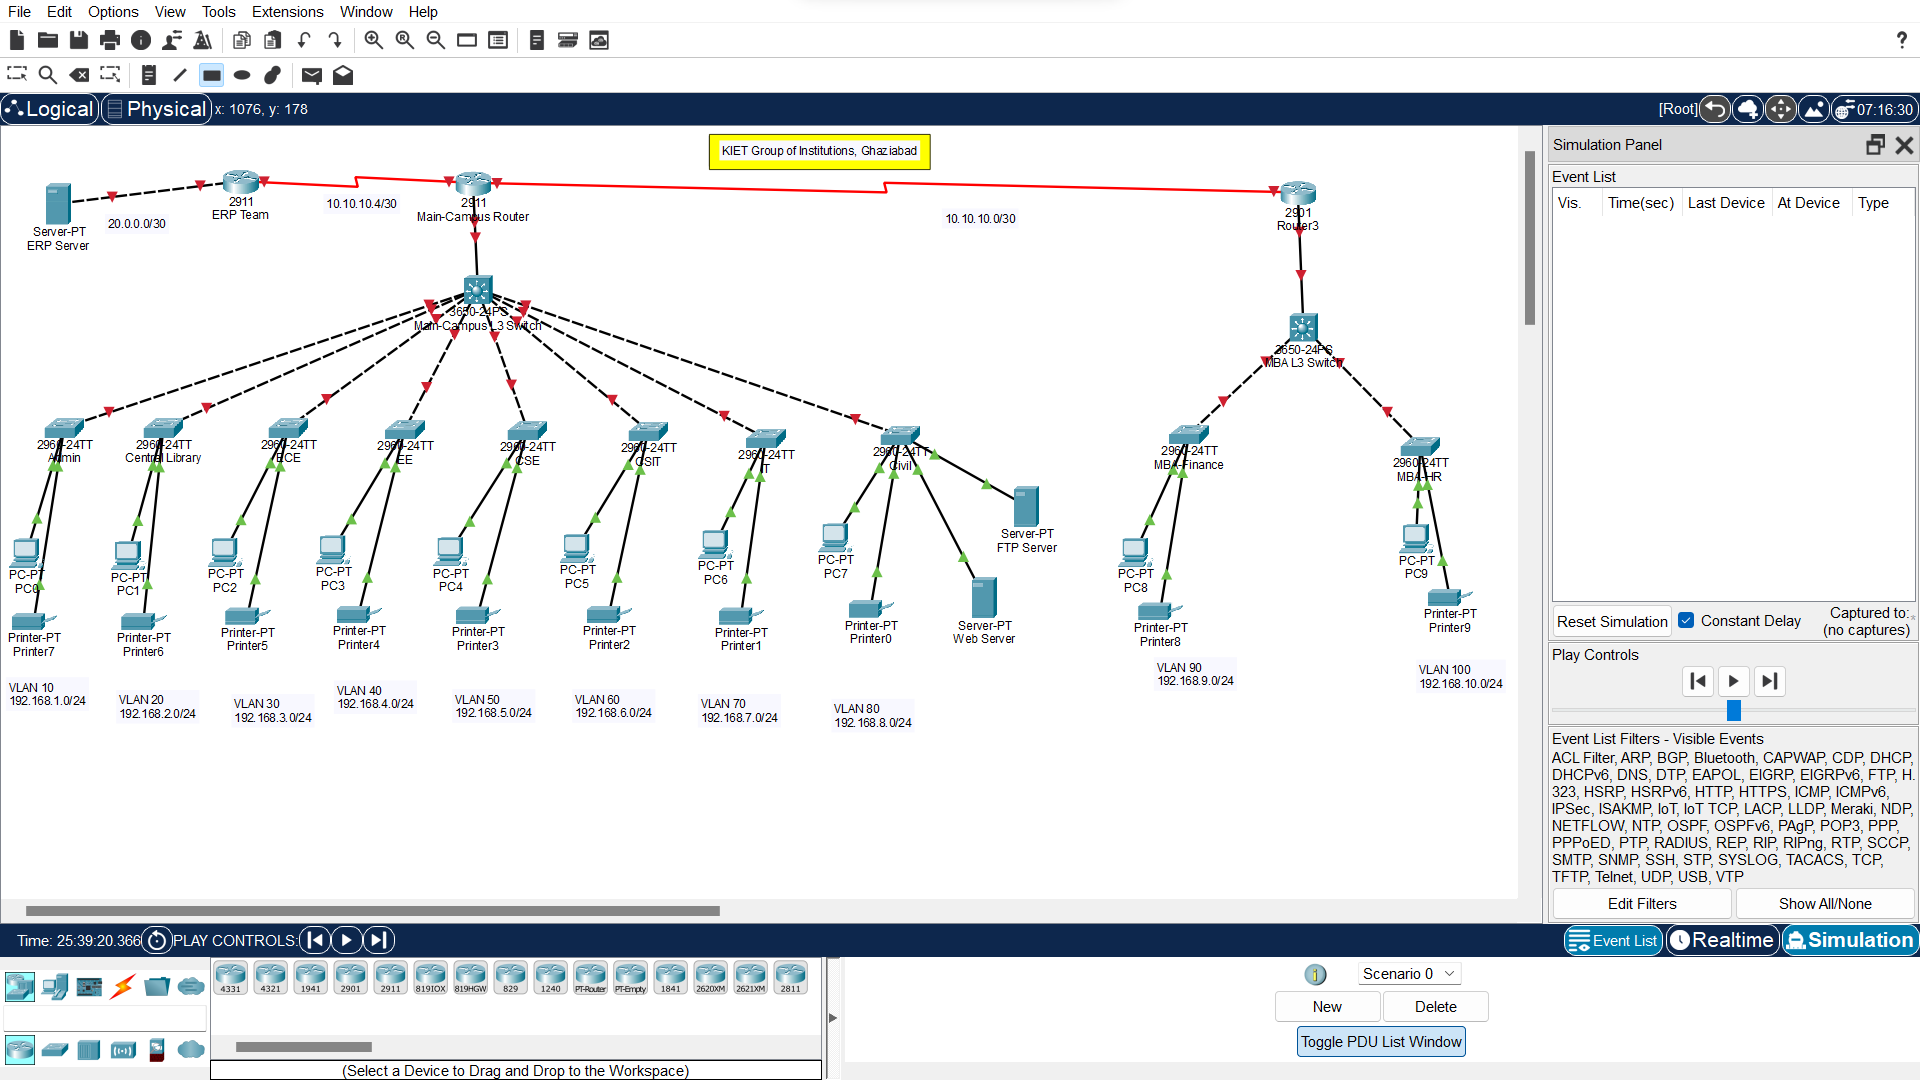 File Edit Options View Tools Extensions Window Help
?
Logical Physical x: 1076, y: 178 [Root] 07:16:30
KIET Group of Institutions, Ghaziabad
2911
ERP Team
Server-PT
ERP Server
20.0.0.0/30
10.10.10.4/30
2911
Main-Campus Router
10.10.10.0/30
2901
Router3
3650-24PS
Main-Campus L3 Switch
3650-24PS
MBA L3 Switch
2960-24TT
Admin
2960-24TT
Central Library
2960-24TT
ECE
2960-24TT
EE
2960-24TT
CSE
2960-24TT
CSIT
2960-24TT
IT
2960-24TT
Civil
2960-24TT
MBA-Finance
2960-24TT
MBA-HR
Server-PT
FTP Server
PC-PT
PC0
PC-PT
PC1
PC-PT
PC2
PC-PT
PC3
PC-PT
PC4
PC-PT
PC5
PC-PT
PC6
PC-PT
PC7
PC-PT
PC8
PC-PT
PC9
Printer-PT
Printer7
Printer-PT
Printer6
Printer-PT
Printer5
Printer-PT
Printer4
Printer-PT
Printer3
Printer-PT
Printer2
Printer-PT
Printer1
Printer-PT
Printer0
Server-PT
Web Server
Printer-PT
Printer8
Printer-PT
Printer9
VLAN 10
192.168.1.0/24
VLAN 20
192.168.2.0/24
VLAN 30
192.168.3.0/24
VLAN 40
192.168.4.0/24
VLAN 50
192.168.5.0/24
VLAN 60
192.168.6.0/24
VLAN 70
192.168.7.0/24
VLAN 80
192.168.8.0/24
VLAN 90
192.168.9.0/24
VLAN 100
192.168.10.0/24
Simulation Panel
Event List
Vis. Time(sec) Last Device At Device Type
Reset Simulation Constant Delay Captured to:
(no captures)
Play Controls
Event List Filters - Visible Events
ACL Filter, ARP, BGP, Bluetooth, CAPWAP, CDP, DHCP,
DHCPv6, DNS, DTP, EAPOL, EIGRP, EIGRPv6, FTP, H.
323, HSRP, HSRPv6, HTTP, HTTPS, ICMP, ICMPv6,
IPSec, ISAKMP, IoT, IoT TCP, LACP, LLDP, Meraki, NDP,
NETFLOW, NTP, OSPF, OSPFv6, PAgP, POP3, PPP,
PPPoED, PTP, RADIUS, REP, RIP, RIPng, RTP, SCCP,
SMTP, SNMP, SSH, STP, SYSLOG, TACACS, TCP,
TFTP, Telnet, UDP, USB, VTP
Edit Filters Show All/None
Time: 25:39:20.366 PLAY CONTROLS: Event List Realtime Simulation
4331 4321 1941 2901 2911 819IOX 819HGW 829 1240 PT-Router PT-Empty 1841 2620XM 2621XM 2811
(Select a Device to Drag and Drop to the Workspace)
Scenario 0
New Delete
Toggle PDU List Window